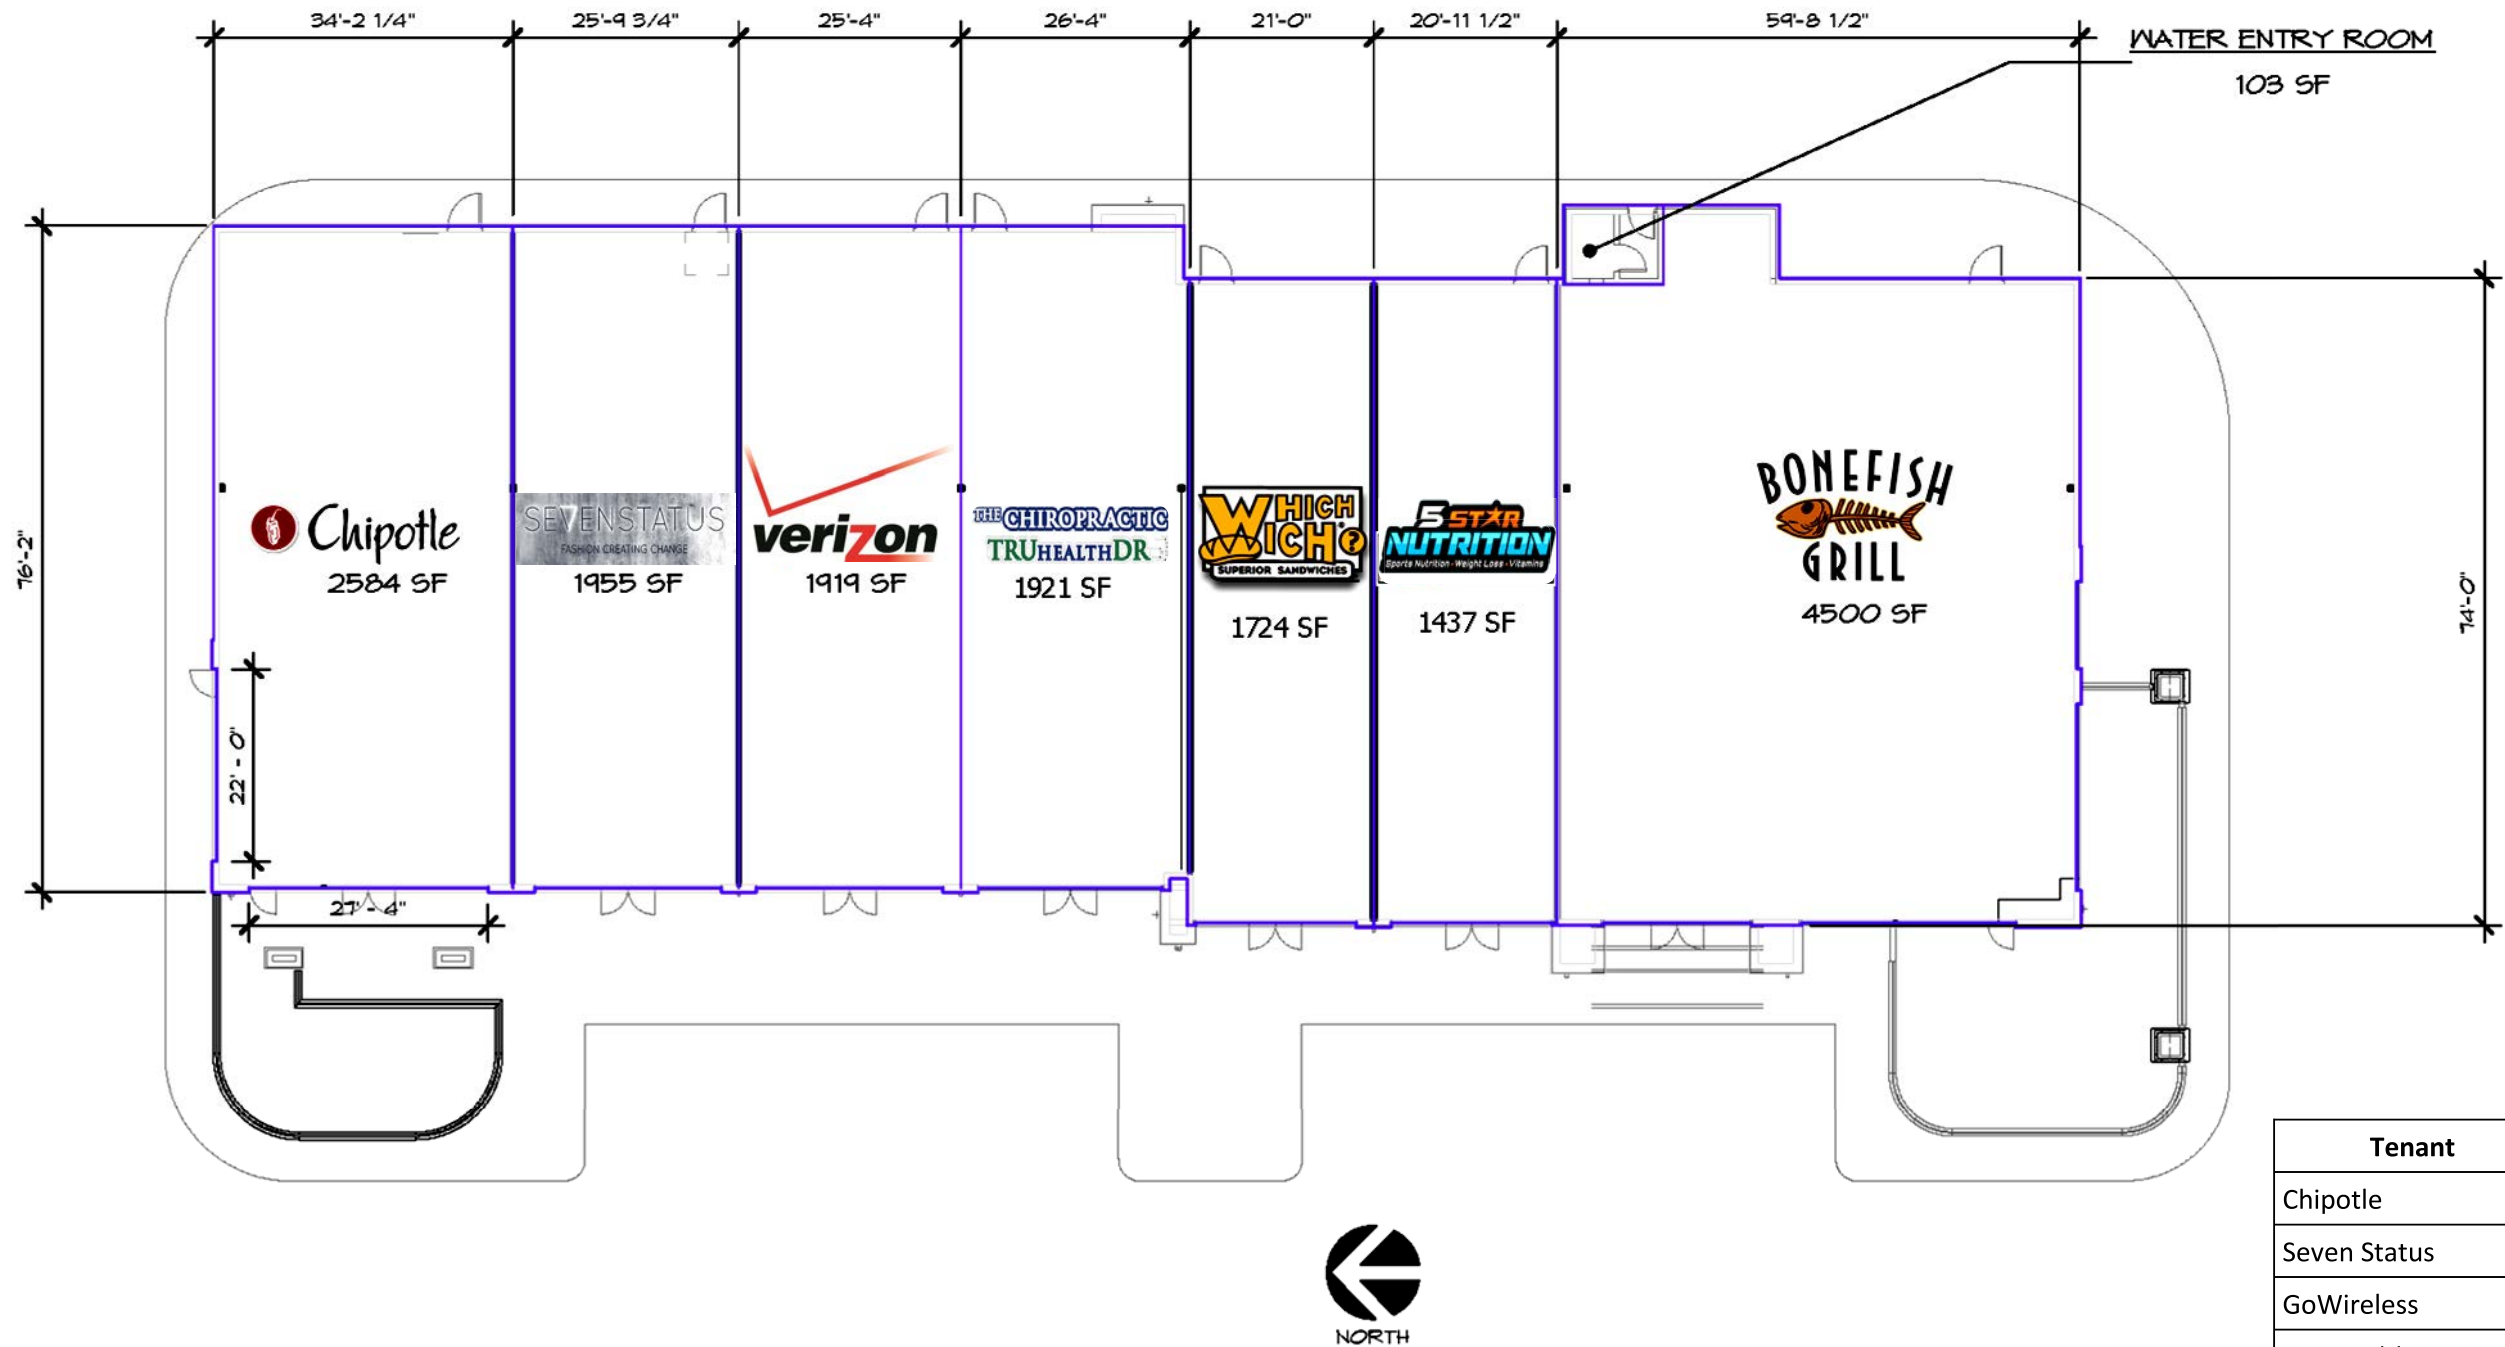 34'-2 1/4"
25'-9 3/4"
25'-4"
26'-4"
21'-0"
20'-11 1/2"
59'-8 1/2"
WATER ENTRY ROOM
103 SF
76'-2"
Chipotle
2584 SF
SEVENSTATUS
FASHION CREATING CHANGE
1955 SF
verizon
1919 SF
THE CHIROPRACTIC
TRUHEALTHDR
1921 SF
WHICH
WICH?
SUPERIOR SANDWICHES
1724 SF
5 STAR
NUTRITION
Sports Nutrition · Weight Loss · Vitamins
1437 SF
BONEFISH
GRILL
4500 SF
74'-0"
22' - 0"
27' - 4"
NORTH
Tenant
Chipotle
Seven Status
GoWireless